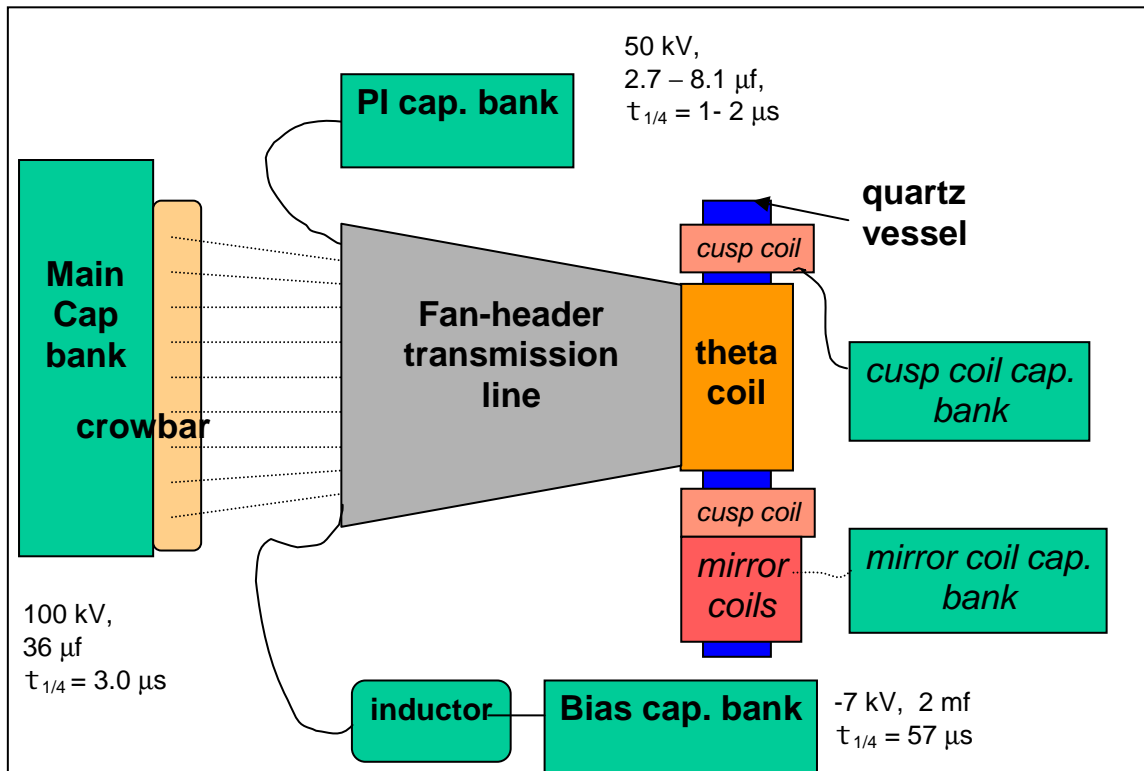 50 kV,
2.7 – 8.1 μf,
t1/4 = 1- 2 μs
PI cap. bank
quartz
vessel
cusp coil
Main
Cap
bank
crowbar
Fan-header
transmission
line
theta
coil
cusp coil cap.
bank
cusp coil
mirror
coils
mirror coil cap.
bank
100 kV,
36 μf
t1/4 = 3.0 μs
inductor
Bias cap. bank
-7 kV, 2 mf
t1/4 = 57 μs